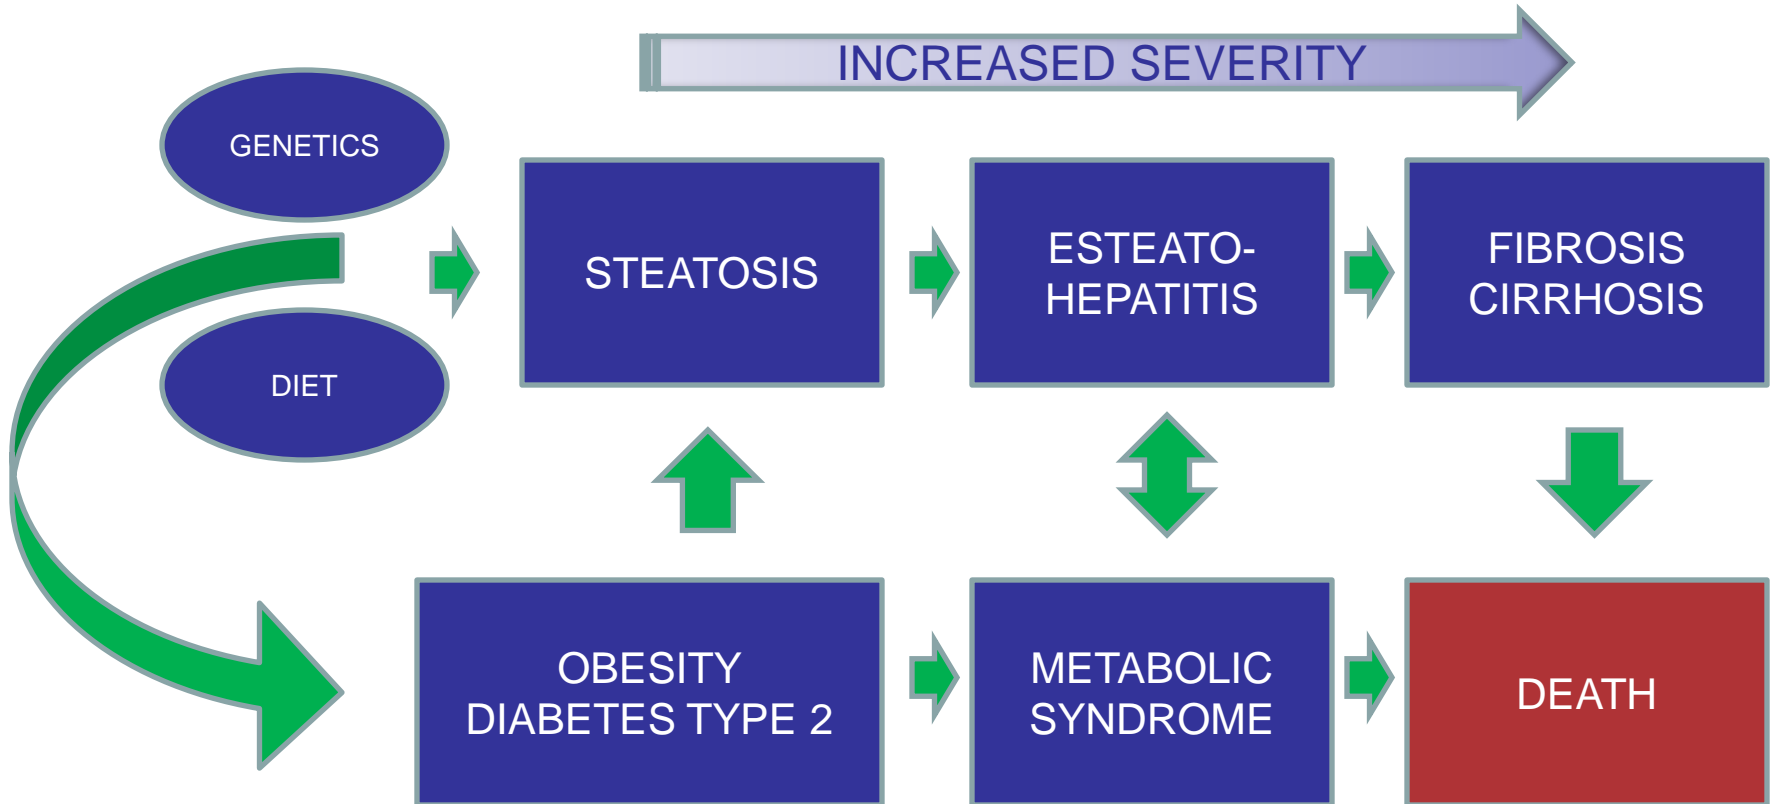 INCREASED SEVERITY
GENETICS
DIET
STEATOSIS
ESTEATO-
HEPATITIS
FIBROSIS
CIRRHOSIS
OBESITY
DIABETES TYPE 2
METABOLIC
SYNDROME
DEATH